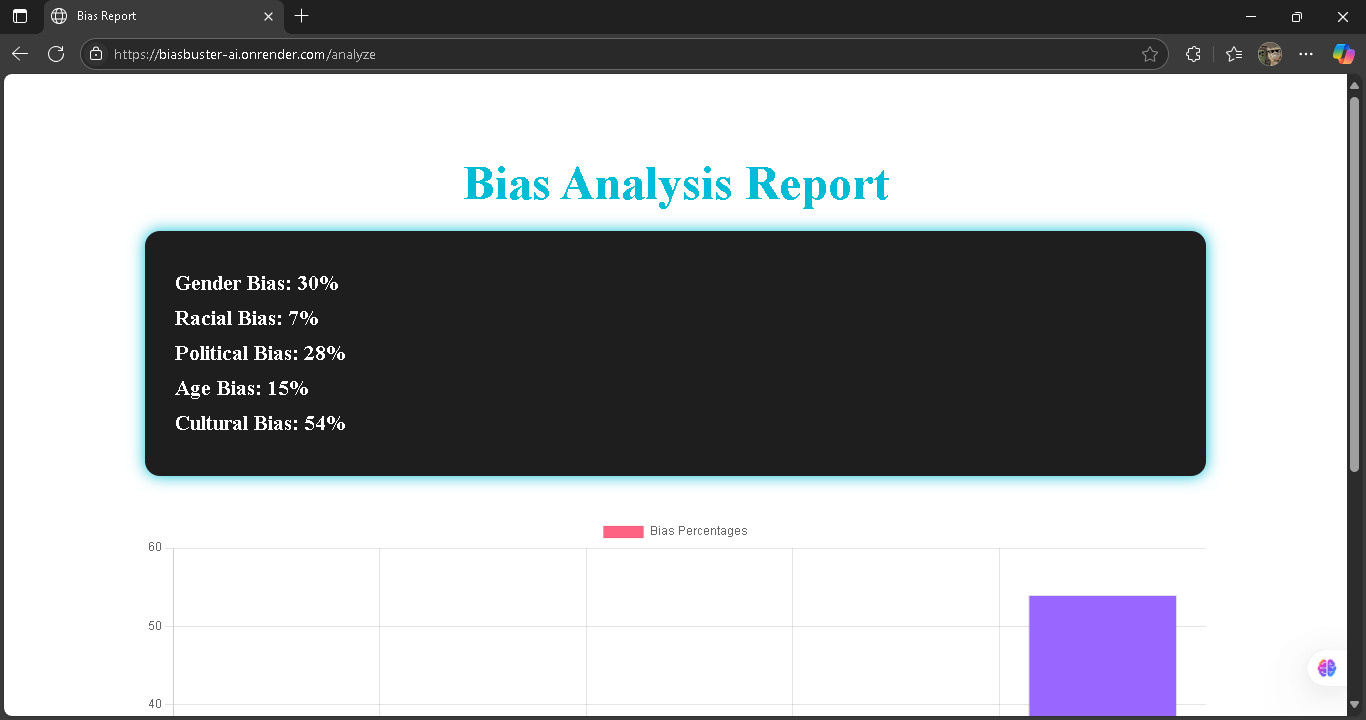 Bias Report
https://biasbuster-ai.onrender.com/analyze
Bias Analysis Report
Gender Bias: 30%
Racial Bias: 7%
Political Bias: 28%
Age Bias: 15%
Cultural Bias: 54%
Bias Percentages
60
50
40